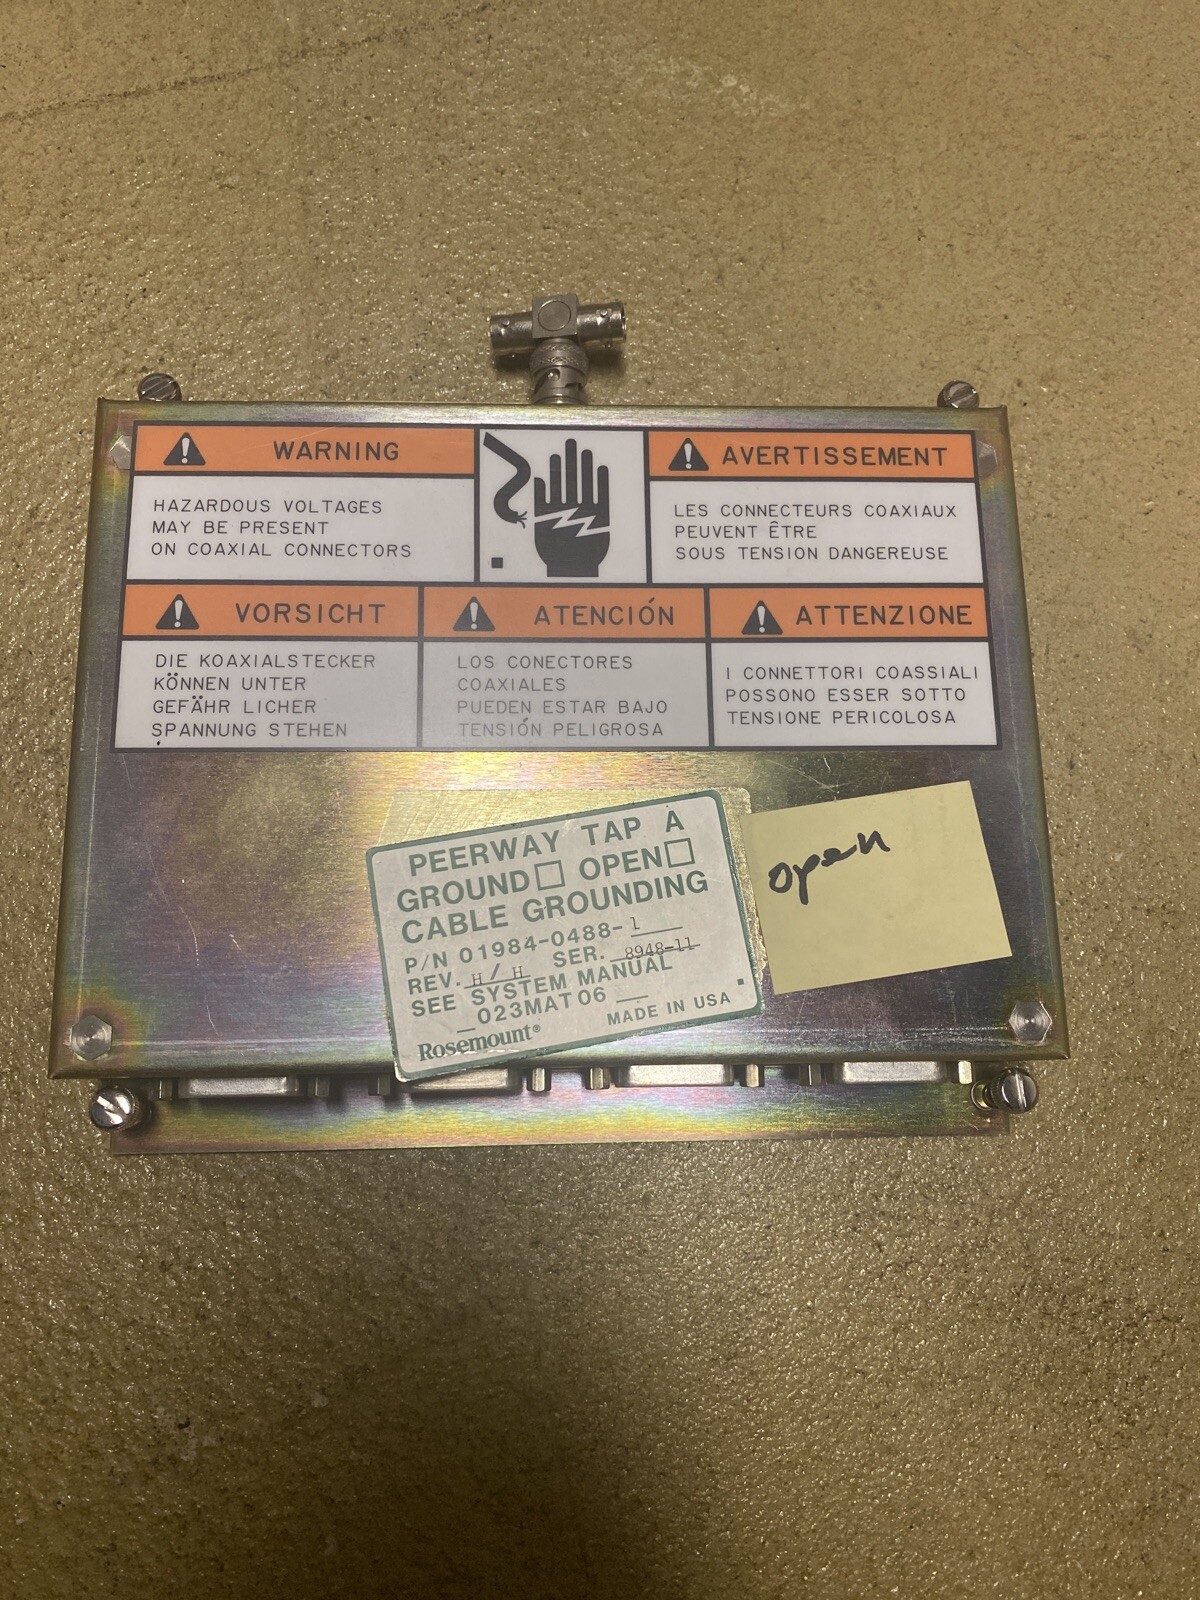 WARNING
HAZARDOUS VOLTAGES
MAY BE PRESENT
ON COAXIAL CONNECTORS
AVERTISSEMENT
LES CONNECTEURS COAXIAUX
PEUVENT ÊTRE
SOUS TENSION DANGEREUSE
VORSICHT
DIE KOAXIALSTECKER
KÖNNEN UNTER
GEFÄHR LICHER
SPANNUNG STEHEN
ATENCIÓN
LOS CONECTORES
COAXIALES
PUEDEN ESTAR BAJO
TENSIÓN PELIGROSA
ATTENZIONE
I CONNETTORI COASSIALI
POSSONO ESSER SOTTO
TENSIONE PERICOLOSA
PEERWAY TAP A
GROUND☐ OPEN☐
CABLE GROUNDING
P/N 01984-0488-1
REV. H/H SER. 8948-11
SEE SYSTEM MANUAL
_023MAT06__
Rosemount® MADE IN USA
open